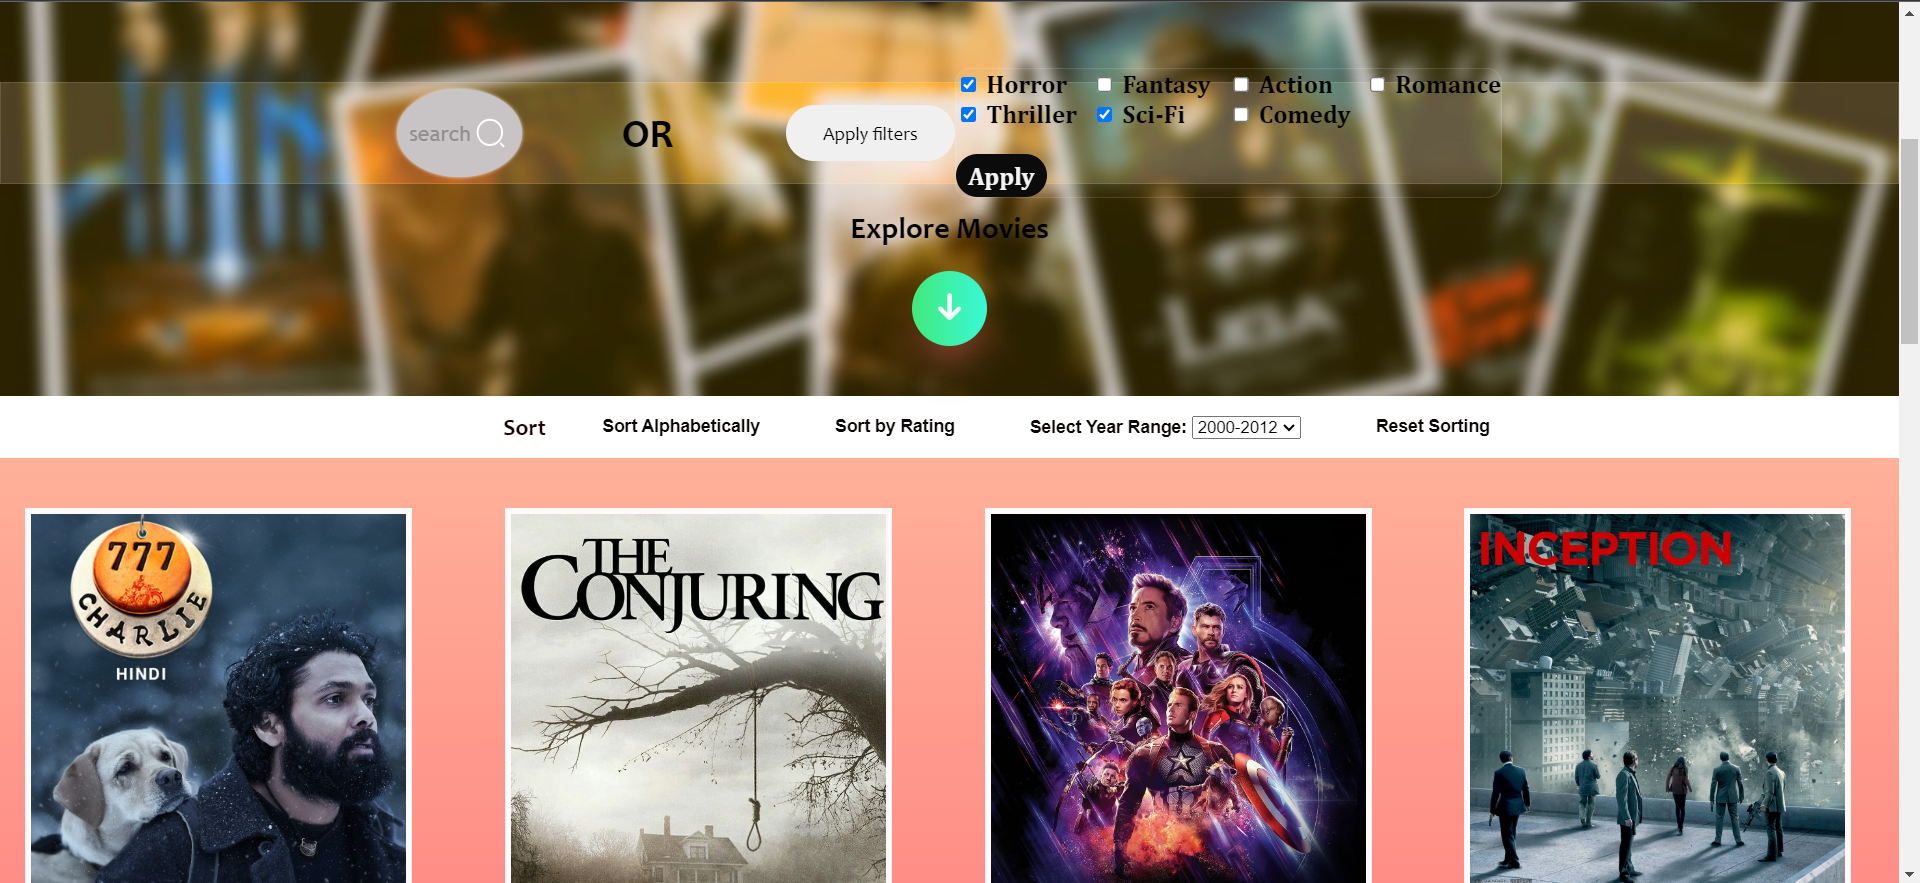 search
OR
Apply filters
Horror Fantasy Action Romance
Thriller Sci-Fi Comedy
Apply
Explore Movies
Sort Sort Alphabetically Sort by Rating Select Year Range: 2000-2012 Reset Sorting
777
CHARLIE
HINDI
THE
CONJURING
INCEPTION